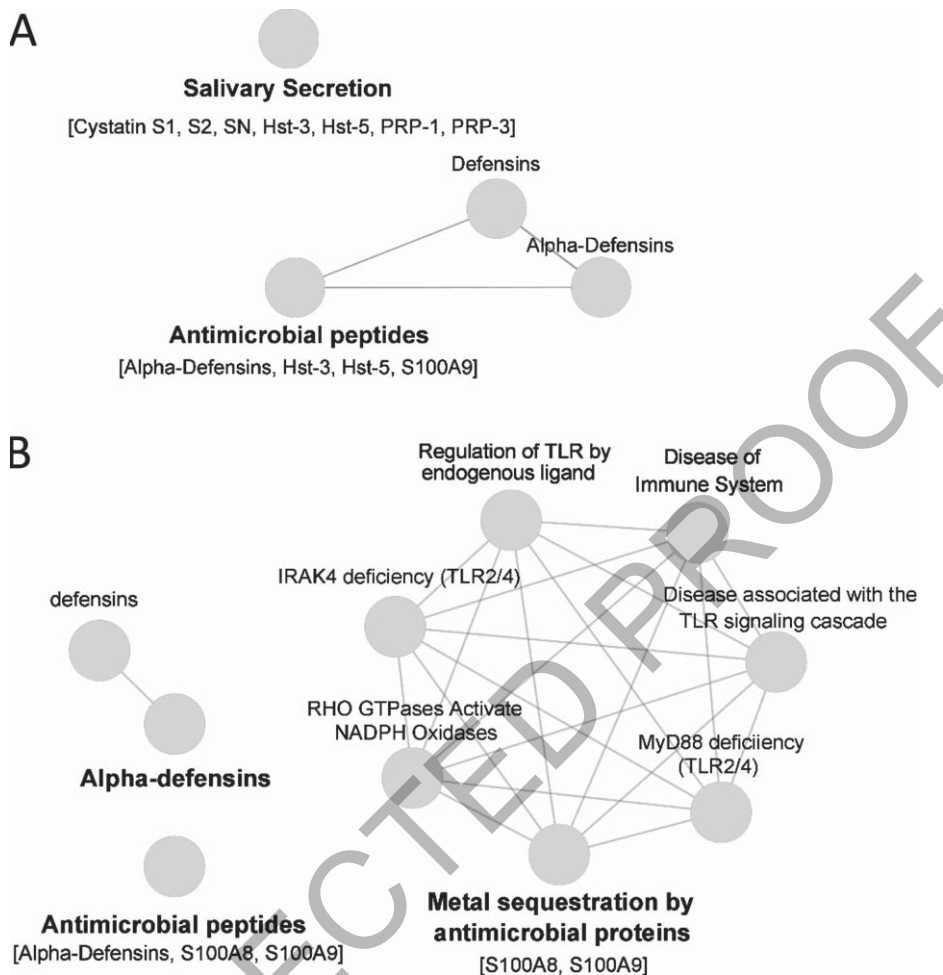 A
Salivary Secretion
[Cystatin S1, S2, SN, Hst-3, Hst-5, PRP-1, PRP-3]
Defensins
Alpha-Defensins
Antimicrobial peptides
[Alpha-Defensins, Hst-3, Hst-5, S100A9]
B
Regulation of TLR by
endogenous ligand
Disease of
Immune System
IRAK4 deficiency (TLR2/4)
Disease associated with the
TLR signaling cascade
defensins
RHO GTPases Activate
NADPH Oxidases
MyD88 deficiiency
(TLR2/4)
Alpha-defensins
Antimicrobial peptides
[Alpha-Defensins, S100A8, S100A9]
Metal sequestration by
antimicrobial proteins
[S100A8, S100A9]
ECTED PROOF